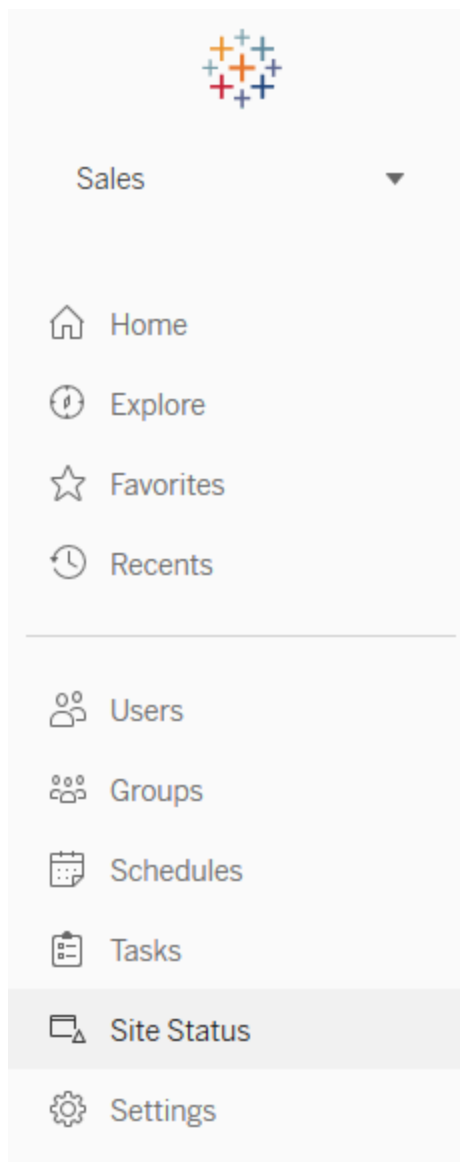 Sales
Home
Explore
Favorites
Recents
Users
Groups
Schedules
Tasks
Site Status
Settings